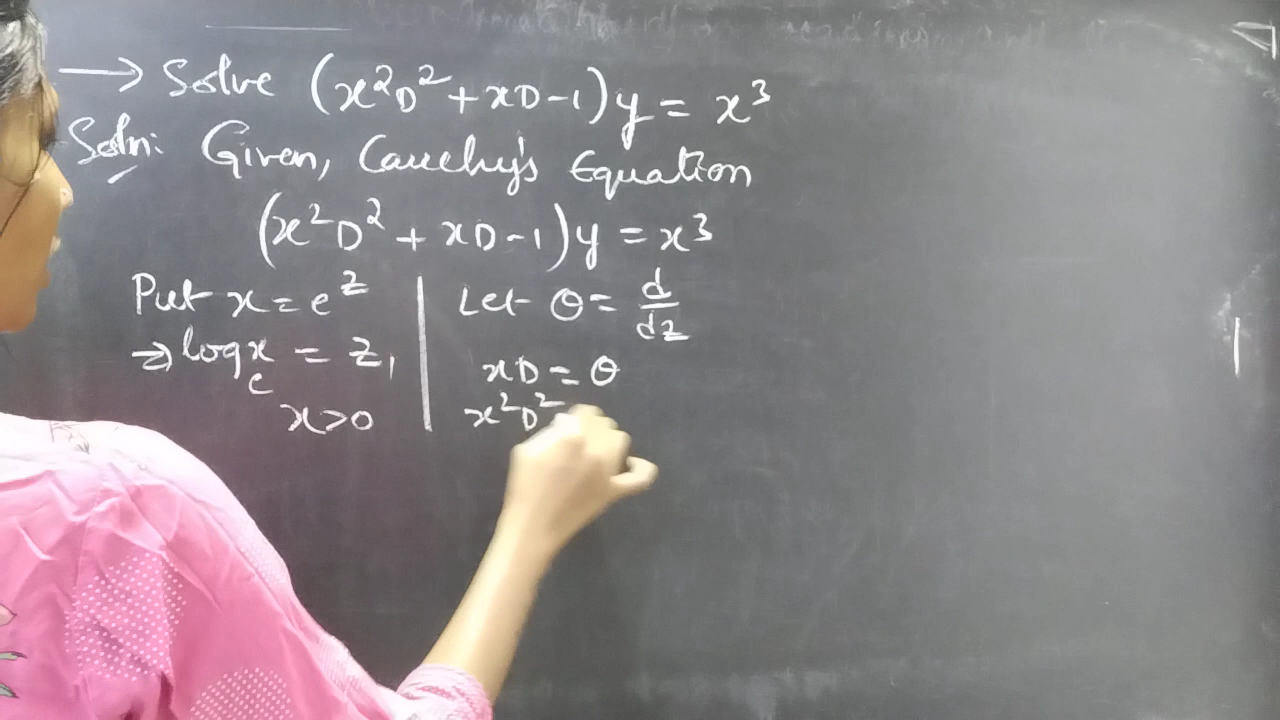 → Solve (x²D² + xD - 1)y = x³
Soln: Given, Cauchy's Equation
(x²D² + xD - 1)y = x³
Put x = e^z
⇒ log_e x = z,
x > 0
Let θ = d/dz
xD = θ
x²D²